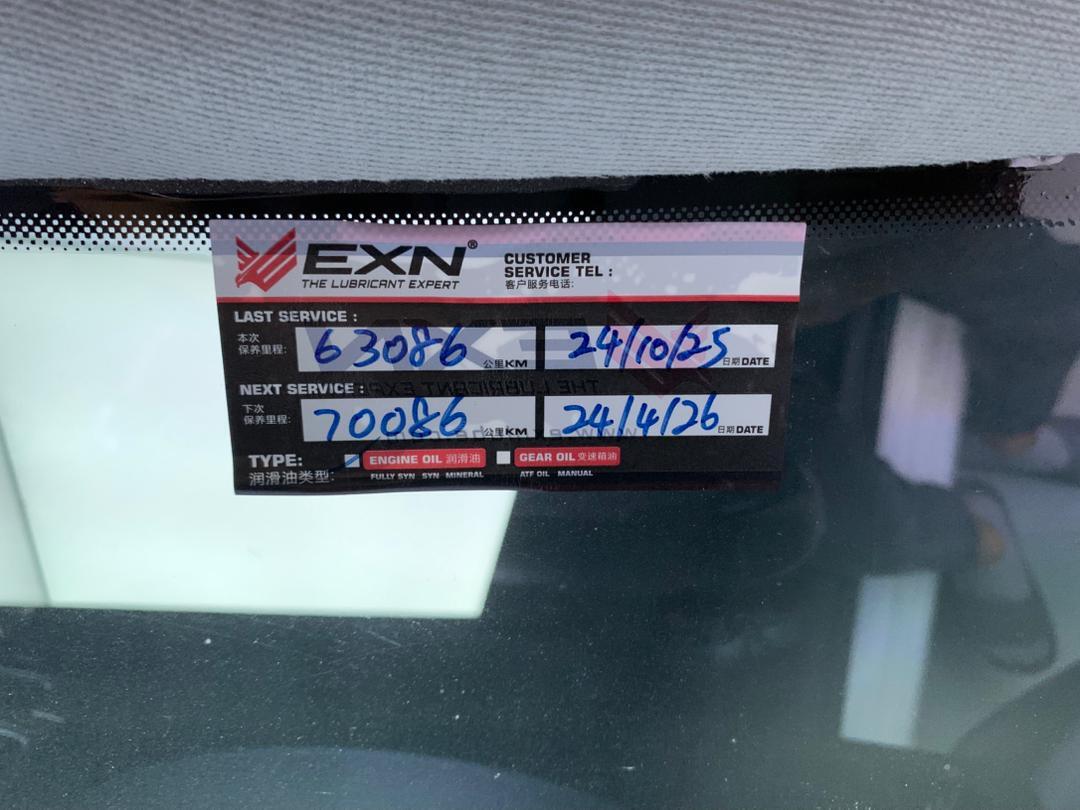 EXN®
THE LUBRICANT EXPERT
CUSTOMER
SERVICE TEL :
客户服务电话:
LAST SERVICE :
本次
保养里程:
63086 公里KM
24/10/25 日期DATE
NEXT SERVICE :
下次
保养里程:
70086 公里KM
24/4/26 日期DATE
TYPE:
润滑油类型:
ENGINE OIL 润滑油
FULLY SYN SYN MINERAL
GEAR OIL 变速箱油
ATF OIL MANUAL